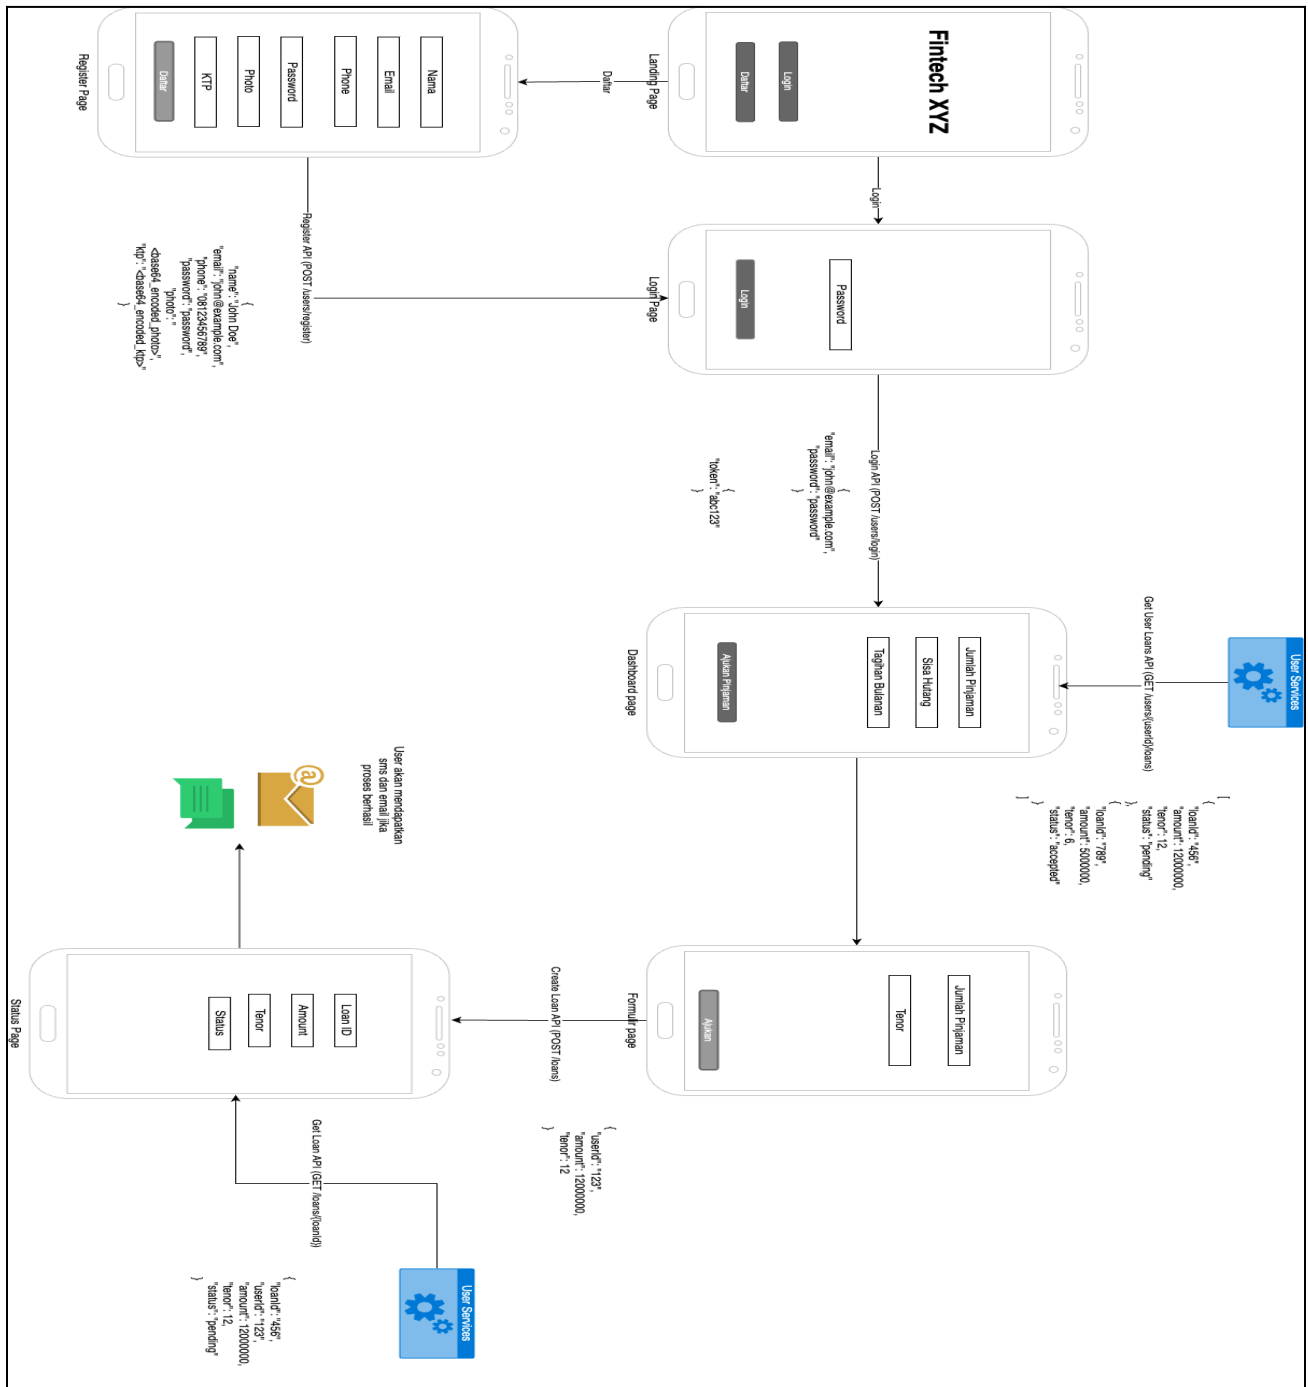 Fintech XYZ
Login
Daftar
Landing Page
Daftar
Nama
Email
Phone
Password
Photo
KTP
Daftar
Register Page
Login
Password
Login
Login Page
Register API (POST /users/register)
{
"name": "John Doe",
"email": "john@example.com"
"phone": "08123456789",
"password": "password",
"photo": "
<base64_encoded_photo>,
"ktp": "<base64_encoded_ktp>"
}
Login API (POST /users/login)
{
"email": "john@example.com",
"password": "password"
}
{
"token": "abc123"
}
User Services
Get User Loans API (GET /users/{userId}/loans)
[
{
"loanId": "456",
"amount": 12000000,
"tenor": 12,
"status": "pending"
},
{
"loanId": "789",
"amount": 5000000,
"tenor": 6,
"status": "accepted"
}
]
Jumlah Pinjaman
Sisa Hutang
Tagihan Bulanan
Ajukan Pinjaman
Dashboard page
Jumlah Pinjaman
Tenor
Ajukan
Formulir page
Create Loan API (POST /loans)
{
"userId": "123",
"amount": 12000000,
"tenor": 12
}
Loan ID
Amount
Tenor
Status
Status Page
User akan mendapatkan
sms dan email jika
proses berhasil
@
User Services
Get Loan API (GET /loans/{loanId})
{
"loanId": "456",
"userId": "123"
"amount": 12000000,
"tenor": 12,
"status": "pending"
}